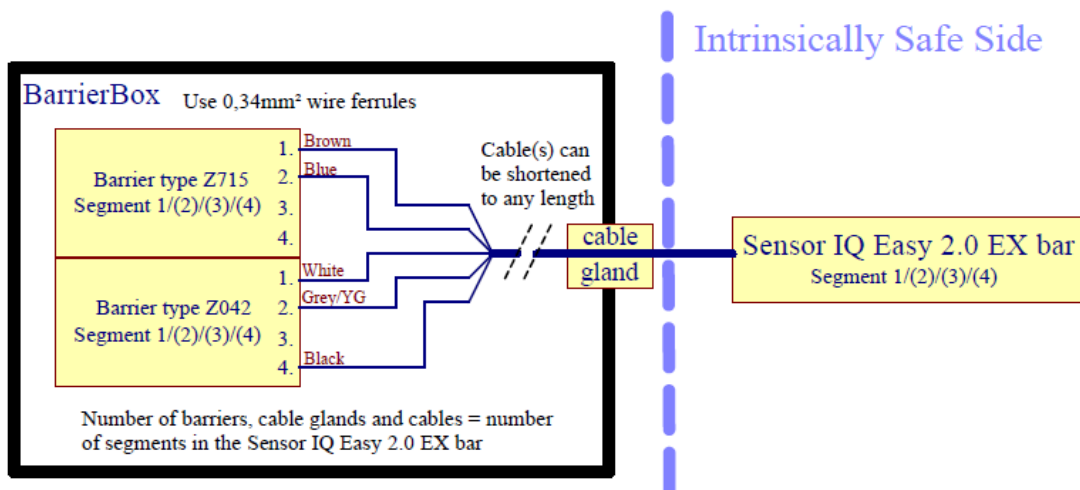 Intrinsically Safe Side
BarrierBox
Use 0,34mm² wire ferrules
Barrier type Z715
Segment 1/(2)/(3)/(4)
1.
2.
3.
4.
Brown
Blue
Barrier type Z042
Segment 1/(2)/(3)/(4)
1.
2.
3.
4.
White
Grey/YG
Black
Cable(s) can
be shortened
to any length
cable
gland
Sensor IQ Easy 2.0 EX bar
Segment 1/(2)/(3)/(4)
Number of barriers, cable glands and cables = number
of segments in the Sensor IQ Easy 2.0 EX bar